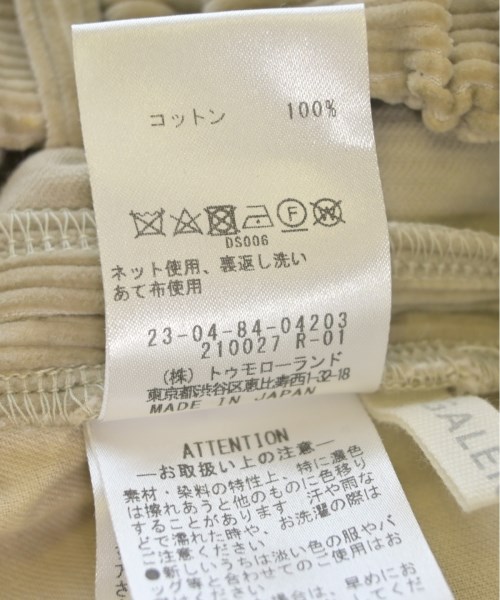 コットン 100%
F W
DS006
ネット使用、裏返し洗い
あて布使用
23-04-84-04203
210027 R-01
(株) トゥモローランド
東京都渋谷区恵比寿西1-32-18
MADE IN JAPAN
ATTENTION
—お取扱い上の注意—
素材・染料の特性上、特に濃色
は擦れあうと他のものに色移り
することがあります。汗や雨な
どで濡れた時や、お洗濯の際は
ご注意ください。
●新しいうちは淡い色の服やバ
ッグ等と合わせてのご使用はお
早めにお
GALE